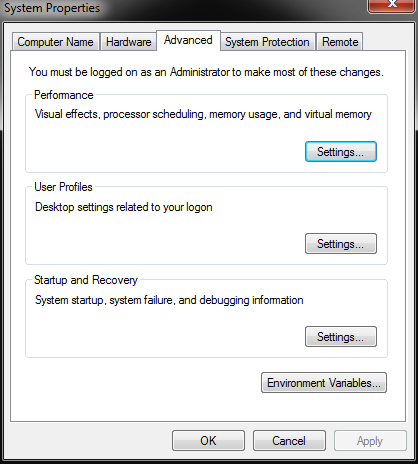 System Properties
Computer Name Hardware Advanced System Protection Remote
You must be logged on as an Administrator to make most of these changes.
Performance
Visual effects, processor scheduling, memory usage, and virtual memory
Settings...
User Profiles
Desktop settings related to your logon
Settings...
Startup and Recovery
System startup, system failure, and debugging information
Settings...
Environment Variables...
OK Cancel Apply